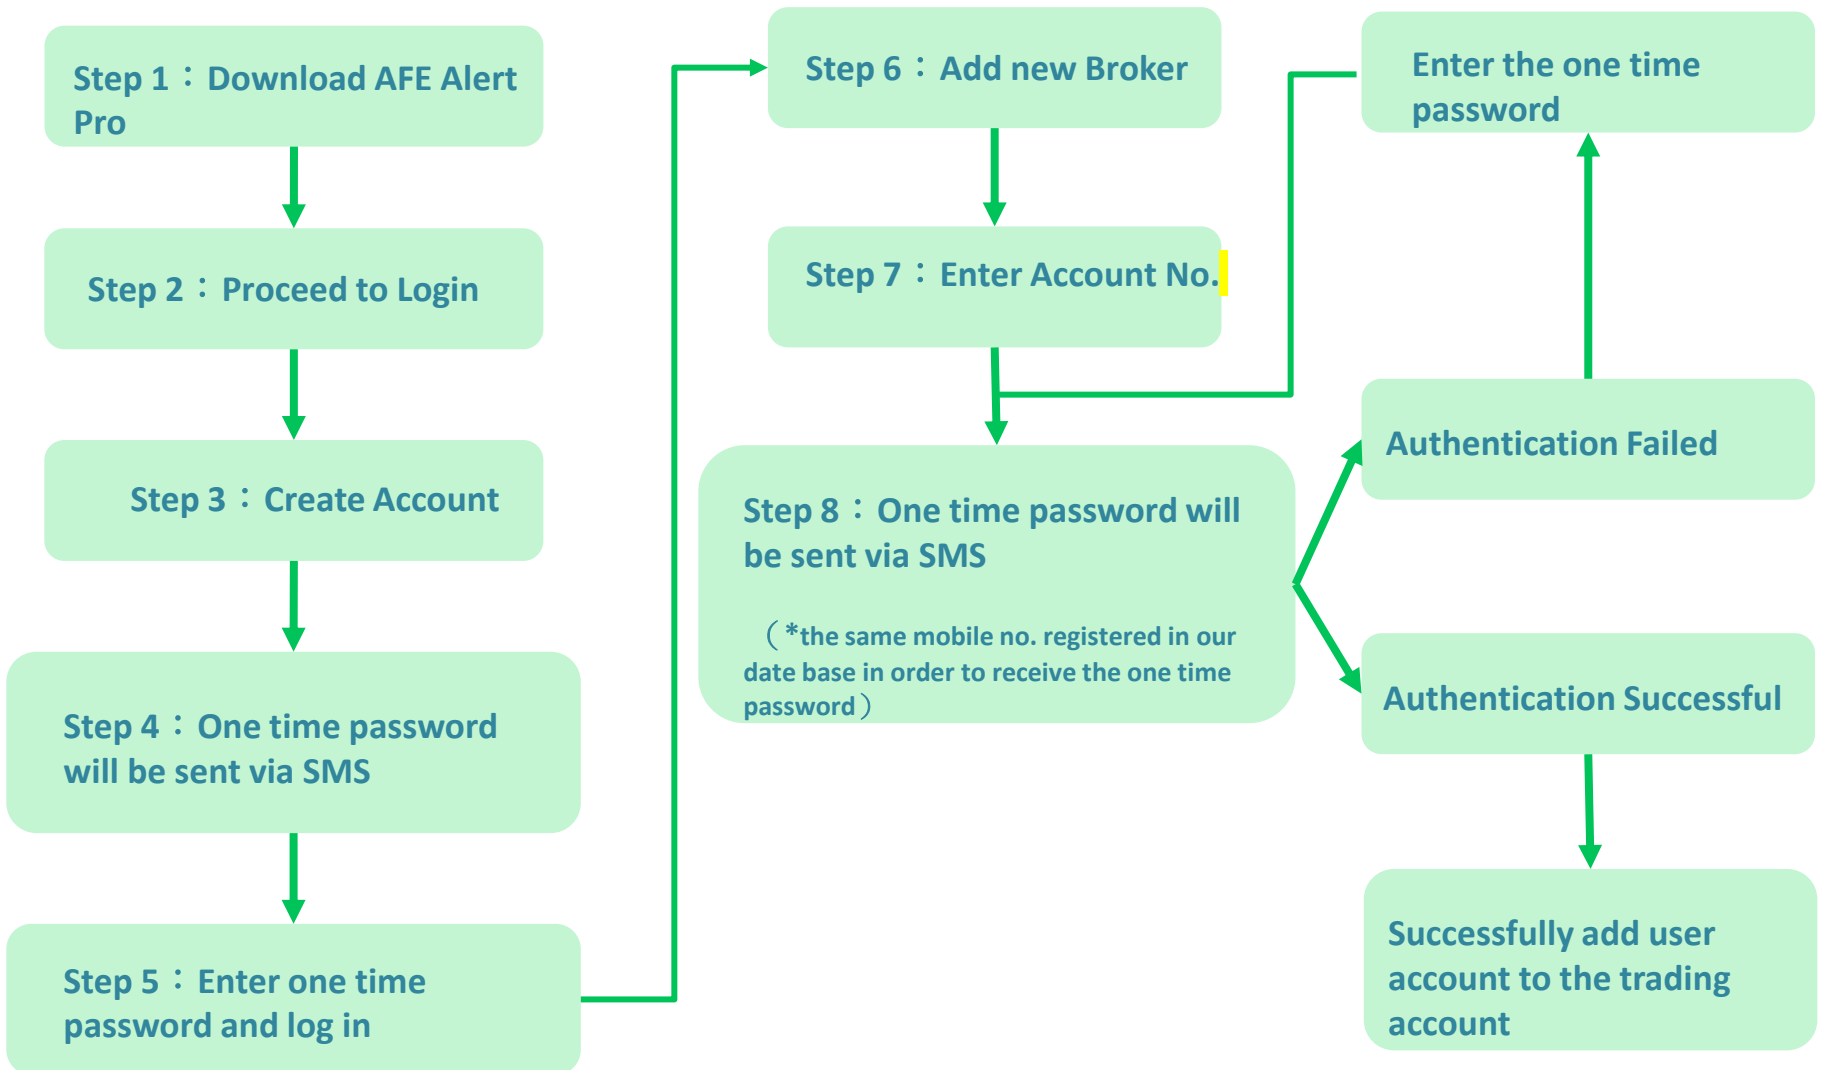 Step 1：Download AFE Alert
Pro
Step 2：Proceed to Login
Step 3：Create Account
Step 4：One time password
will be sent via SMS
Step 5：Enter one time
password and log in
Step 6：Add new Broker
Step 7：Enter Account No.
Step 8：One time password will
be sent via SMS
（*the same mobile no. registered in our
date base in order to receive the one time
password）
Enter the one time
password
Authentication Failed
Authentication Successful
Successfully add user
account to the trading
account